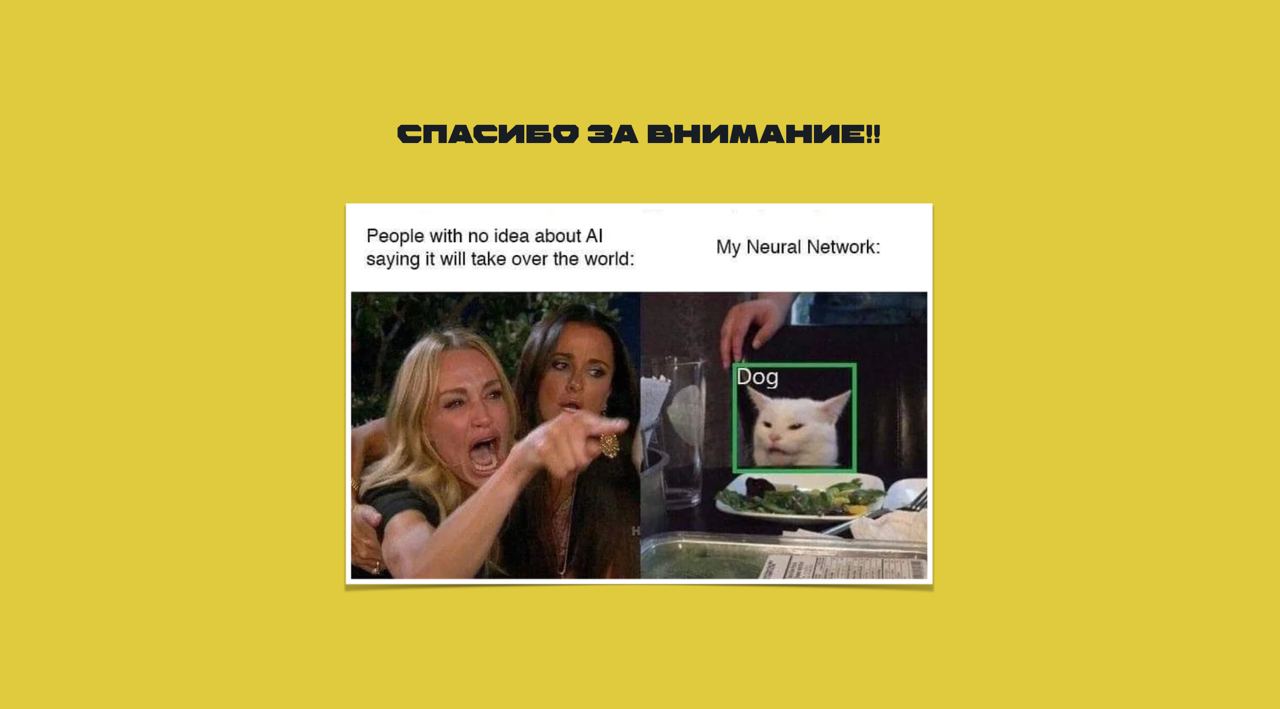 СПАСИБО ЗА ВНИМАНИЕ!!
People with no idea about AI
saying it will take over the world:
My Neural Network:
Dog